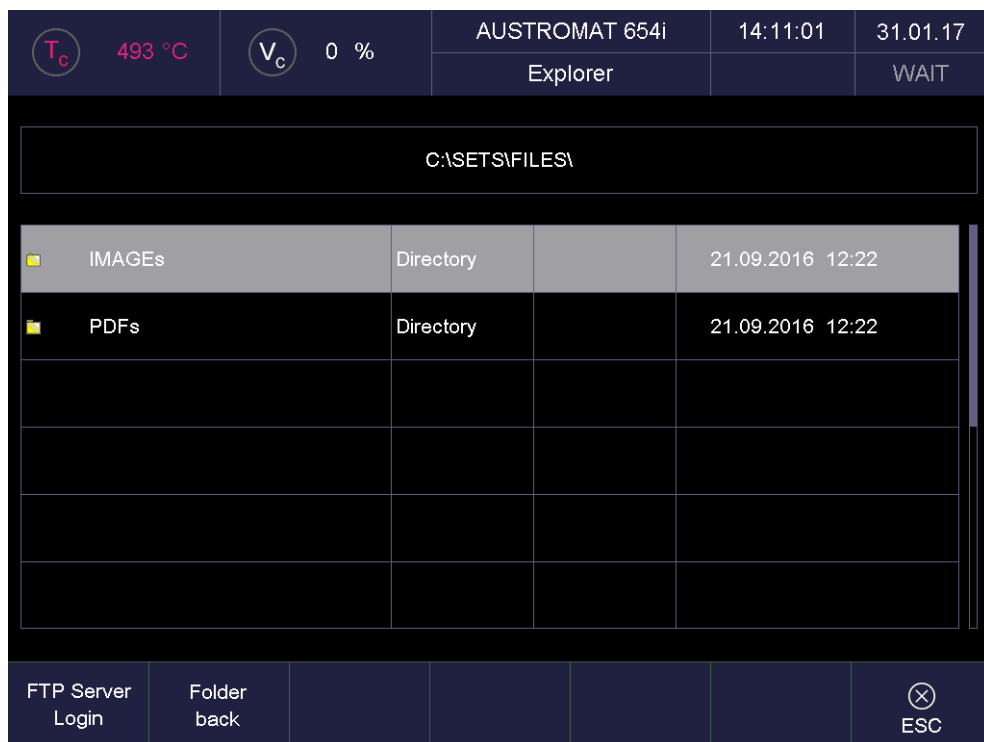 Tc 493 °C Vc 0 % AUSTROMAT 654i 14:11:01 31.01.17
Explorer WAIT
C:\SETS\FILES\
IMAGEs Directory 21.09.2016 12:22
PDFs Directory 21.09.2016 12:22
FTP Server Login
Folder back
ESC